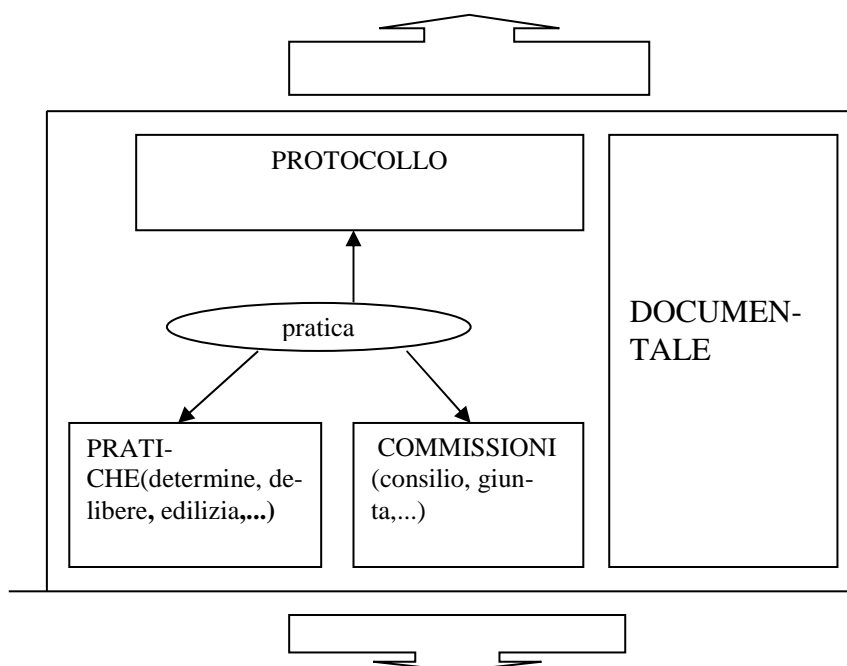 PROTOCOLLO
pratica
DOCUMEN-
TALE
PRATI-
CHE(determine, de-
libere, edilizia,...)
COMMISSIONI
(consilio, giun-
ta,...)